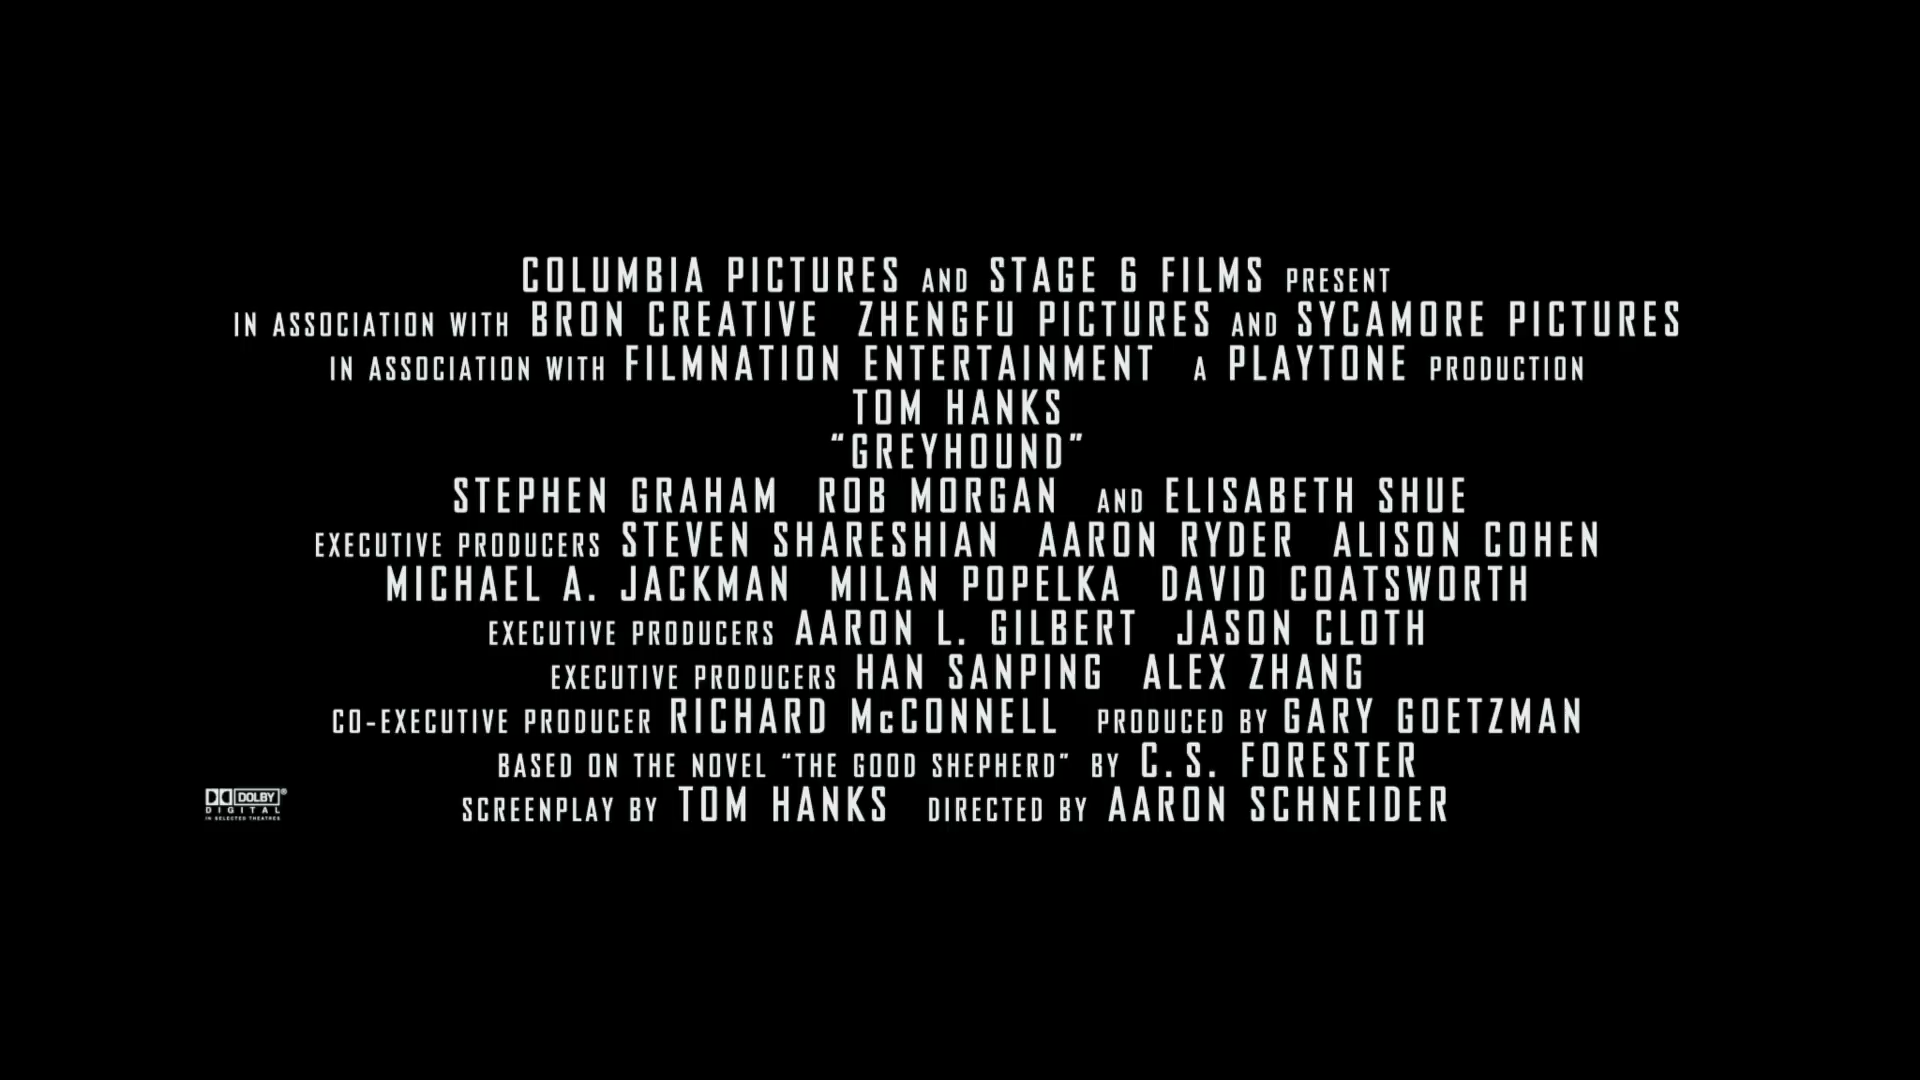 COLUMBIA PICTURES AND STAGE 6 FILMS PRESENT
IN ASSOCIATION WITH BRON CREATIVE ZHENGFU PICTURES AND SYCAMORE PICTURES
IN ASSOCIATION WITH FILMNATION ENTERTAINMENT A PLAYTONE PRODUCTION
TOM HANKS
“GREYHOUND”
STEPHEN GRAHAM ROB MORGAN AND ELISABETH SHUE
EXECUTIVE PRODUCERS STEVEN SHARESHIAN AARON RYDER ALISON COHEN
MICHAEL A. JACKMAN MILAN POPELKA DAVID COATSWORTH
EXECUTIVE PRODUCERS AARON L. GILBERT JASON CLOTH
EXECUTIVE PRODUCERS HAN SANPING ALEX ZHANG
CO-EXECUTIVE PRODUCER RICHARD McCONNELL PRODUCED BY GARY GOETZMAN
BASED ON THE NOVEL “THE GOOD SHEPHERD” BY C.S. FORESTER
SCREENPLAY BY TOM HANKS DIRECTED BY AARON SCHNEIDER
DOLBY®
DIGITAL
IN SELECTED THEATRES